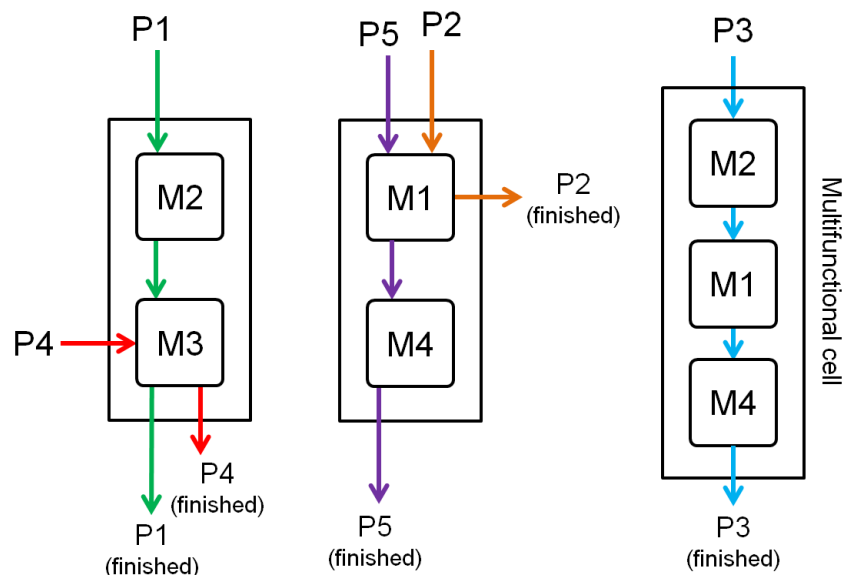 P1
P5
P2
P3
M2
M3
P4
P4
(finished)
P1
(finished)
M1
P2
(finished)
M4
P5
(finished)
M2
M1
M4
Multifunctional cell
P3
(finished)